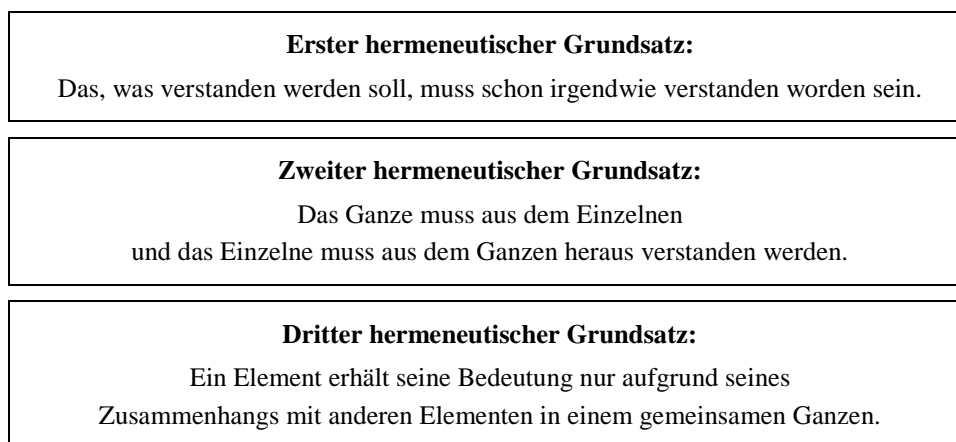 Erster hermeneutischer Grundsatz:
Das, was verstanden werden soll, muss schon irgendwie verstanden worden sein.
Zweiter hermeneutischer Grundsatz:
Das Ganze muss aus dem Einzelnen
und das Einzelne muss aus dem Ganzen heraus verstanden werden.
Dritter hermeneutischer Grundsatz:
Ein Element erhält seine Bedeutung nur aufgrund seines
Zusammenhangs mit anderen Elementen in einem gemeinsamen Ganzen.